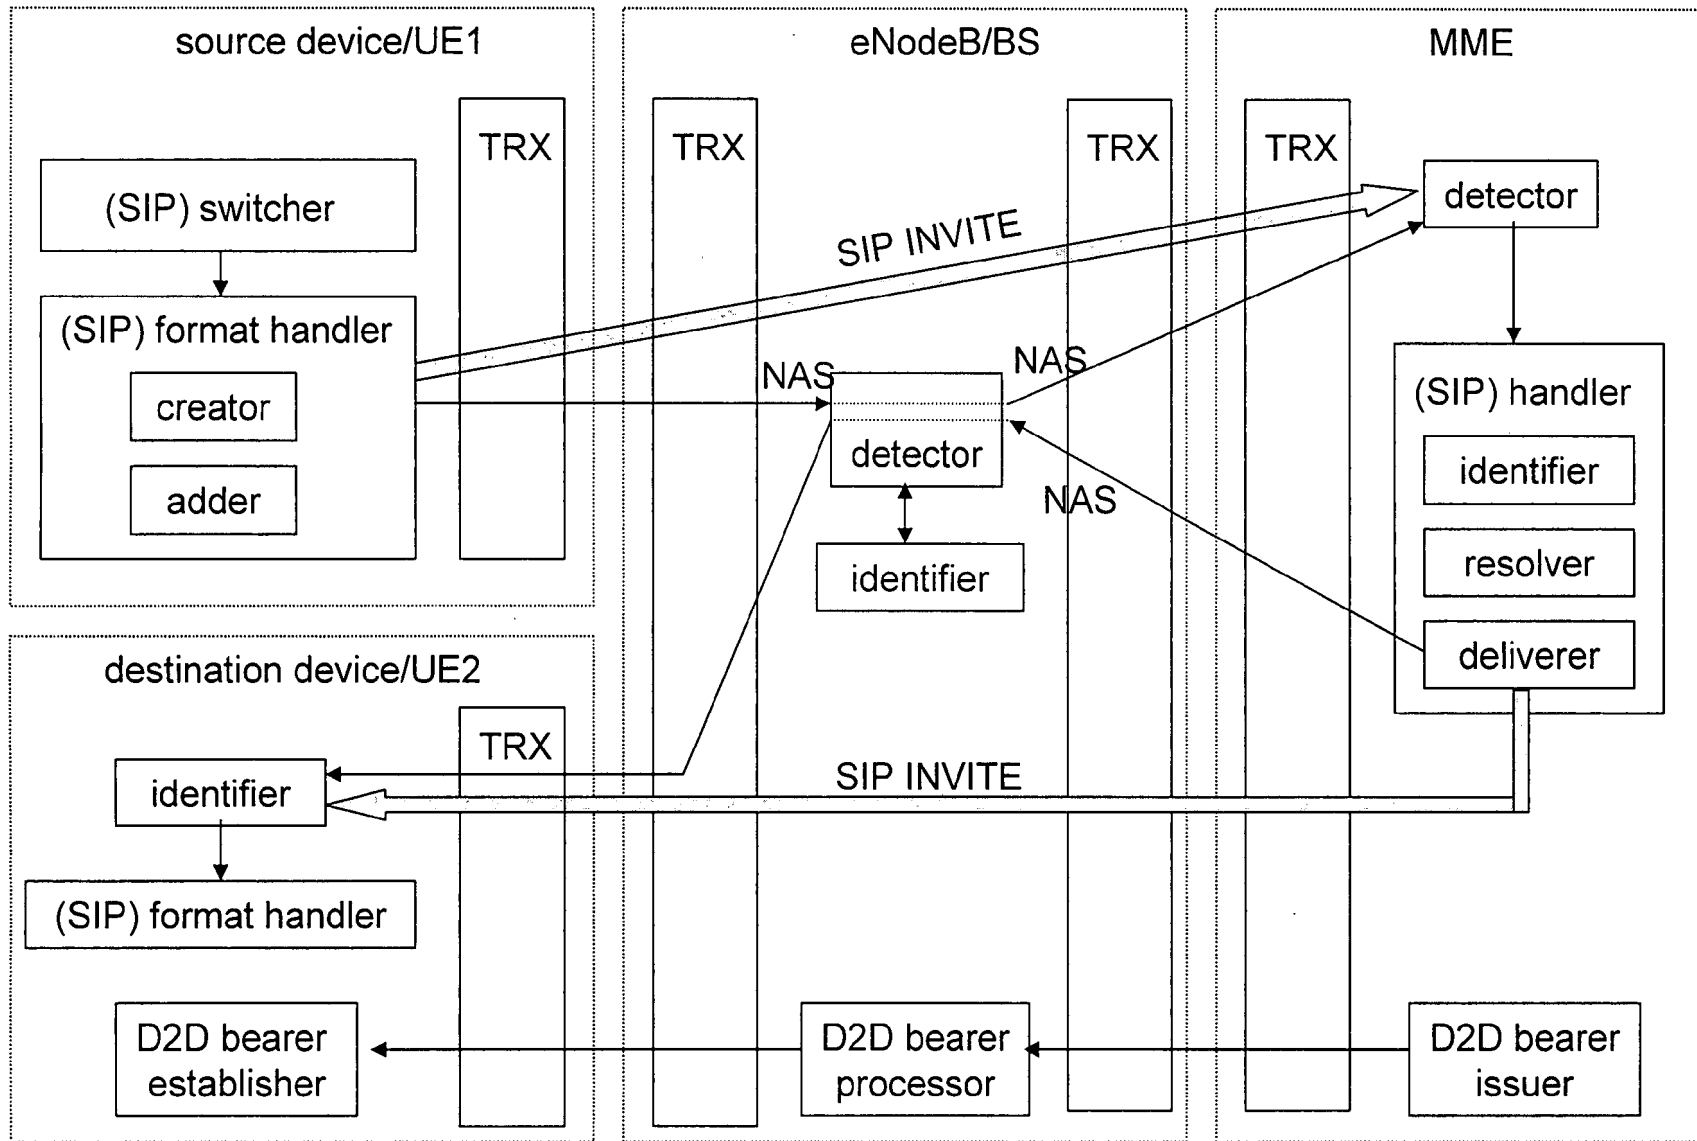 source device/UE1
TRX
(SIP) switcher
(SIP) format handler
creator
adder
eNodeB/BS
TRX
TRX
SIP INVITE
NAS
NAS
detector
NAS
identifier
MME
TRX
detector
(SIP) handler
identifier
resolver
deliverer
destination device/UE2
TRX
identifier
(SIP) format handler
SIP INVITE
D2D bearer
establisher
D2D bearer
processor
D2D bearer
issuer